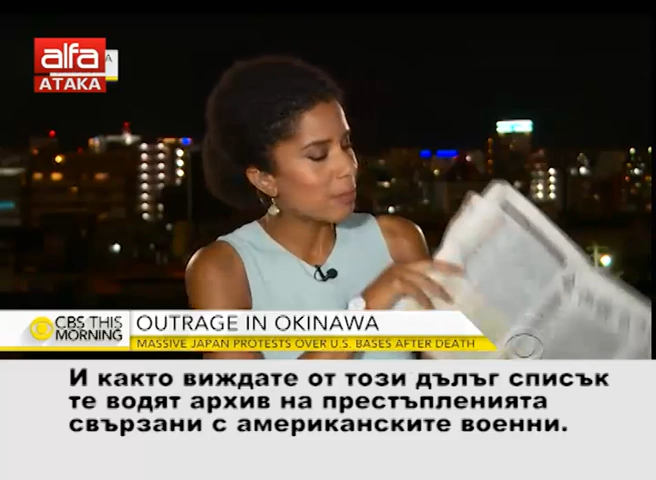 alfa
АТАКА
A
CBS THIS
MORNING
OUTRAGE IN OKINAWA
MASSIVE JAPAN PROTESTS OVER U.S. BASES AFTER DEATH
И както виждате от този дълъг списък
те водят архив на престъпленията
свързани с американските военни.